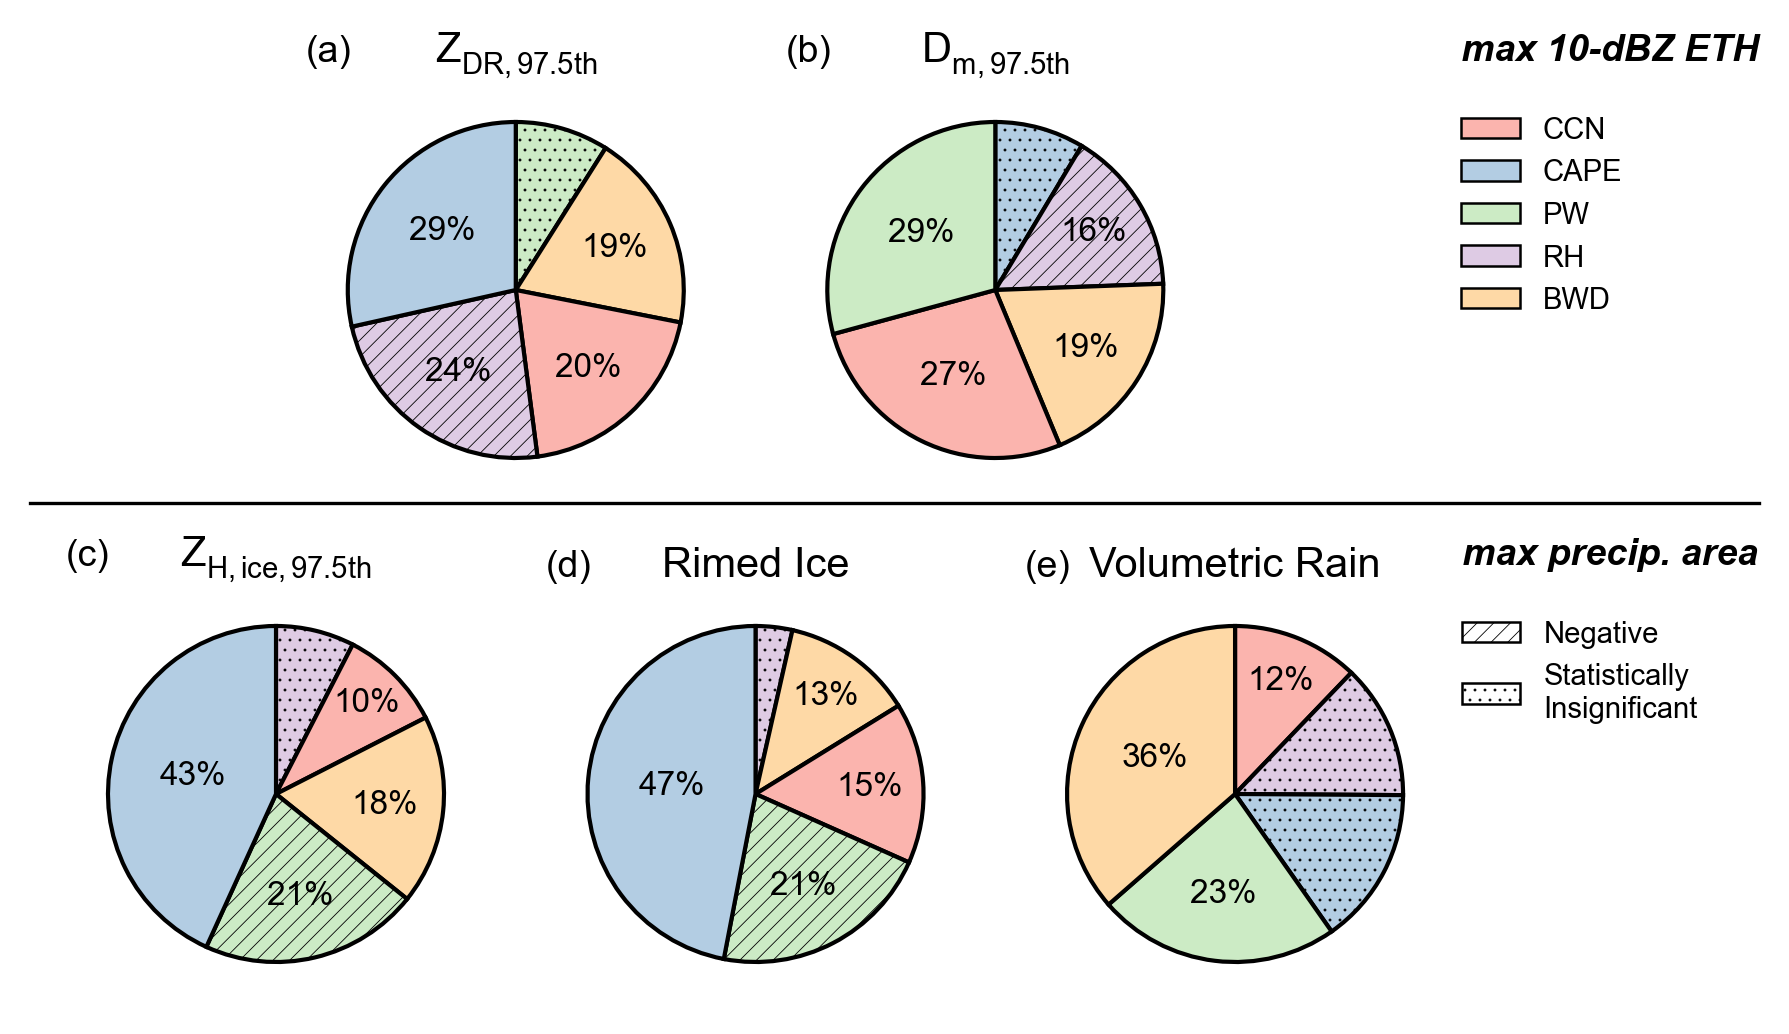 (a) Z_DR, 97.5th
(b) D_m, 97.5th
max 10-dBZ ETH
CCN
CAPE
PW
RH
BWD
29%
19%
24%
20%
29%
16%
27%
19%
(c) Z_H, ice, 97.5th
(d) Rimed Ice
(e) Volumetric Rain
max precip. area
Negative
Statistically
Insignificant
10%
43%
18%
21%
13%
47%
15%
21%
12%
36%
23%